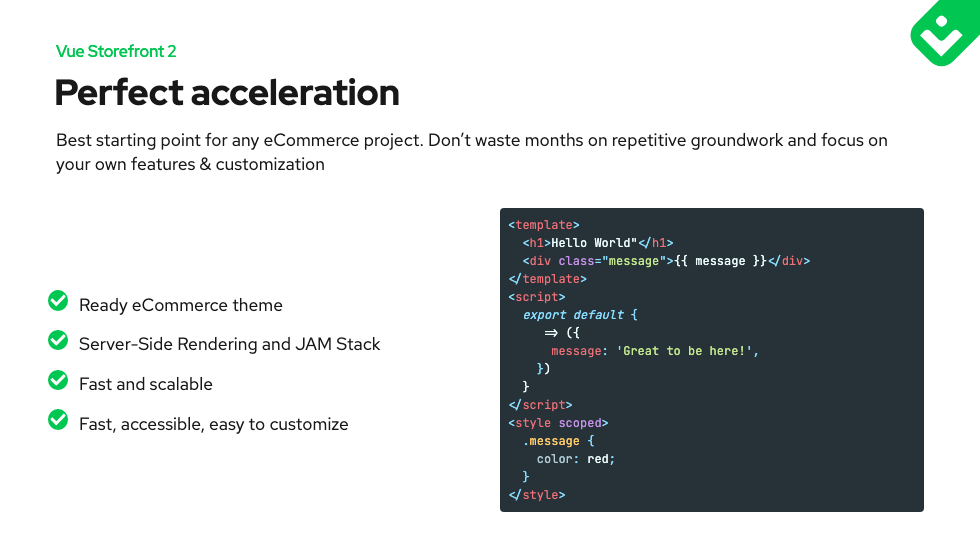 Vue Storefront 2
Perfect acceleration
Best starting point for any eCommerce project. Don’t waste months on repetitive groundwork and focus on
your own features & customization
Ready eCommerce theme
Server-Side Rendering and JAM Stack
Fast and scalable
Fast, accessible, easy to customize
<template>
  <h1>Hello World"</h1>
  <div class="message">{{ message }}</div>
</template>
<script>
  export default {
     => ({
      message: 'Great to be here!',
    })
  }
</script>
<style scoped>
  .message {
    color: red;
  }
</style>